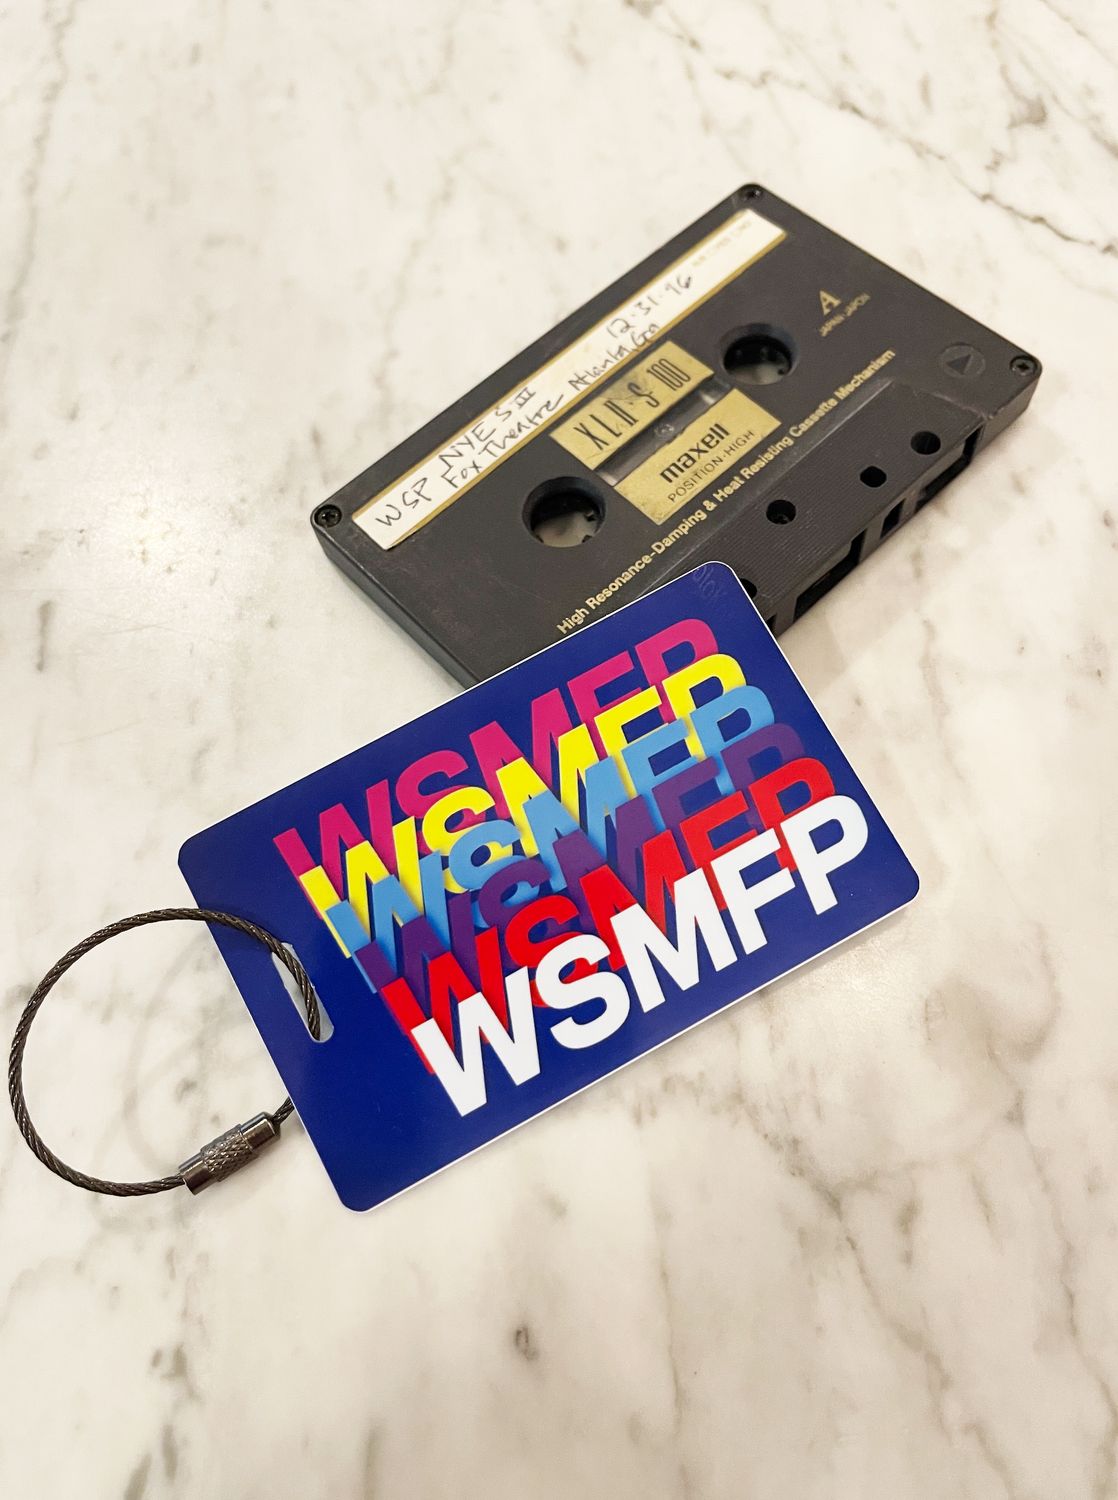 WSP NYE S III 12·31·96
Fox Theatre Atlanta, Ga
XLII-S 100
maxell
POSITION·HIGH
High Resonance-Damping & Heat Resisting Cassette Mechanism
A
JAPAN·JAPON
WSMFP
WSMFP
WSMFP
WSMFP
WSMFP
WSMFP